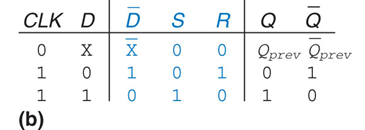 CLK D D̅ S R Q Q̅
0 X X̅ 0 0 Qprev Q̅prev
1 0 1 0 1 0 1
1 1 0 1 0 1 0
(b)